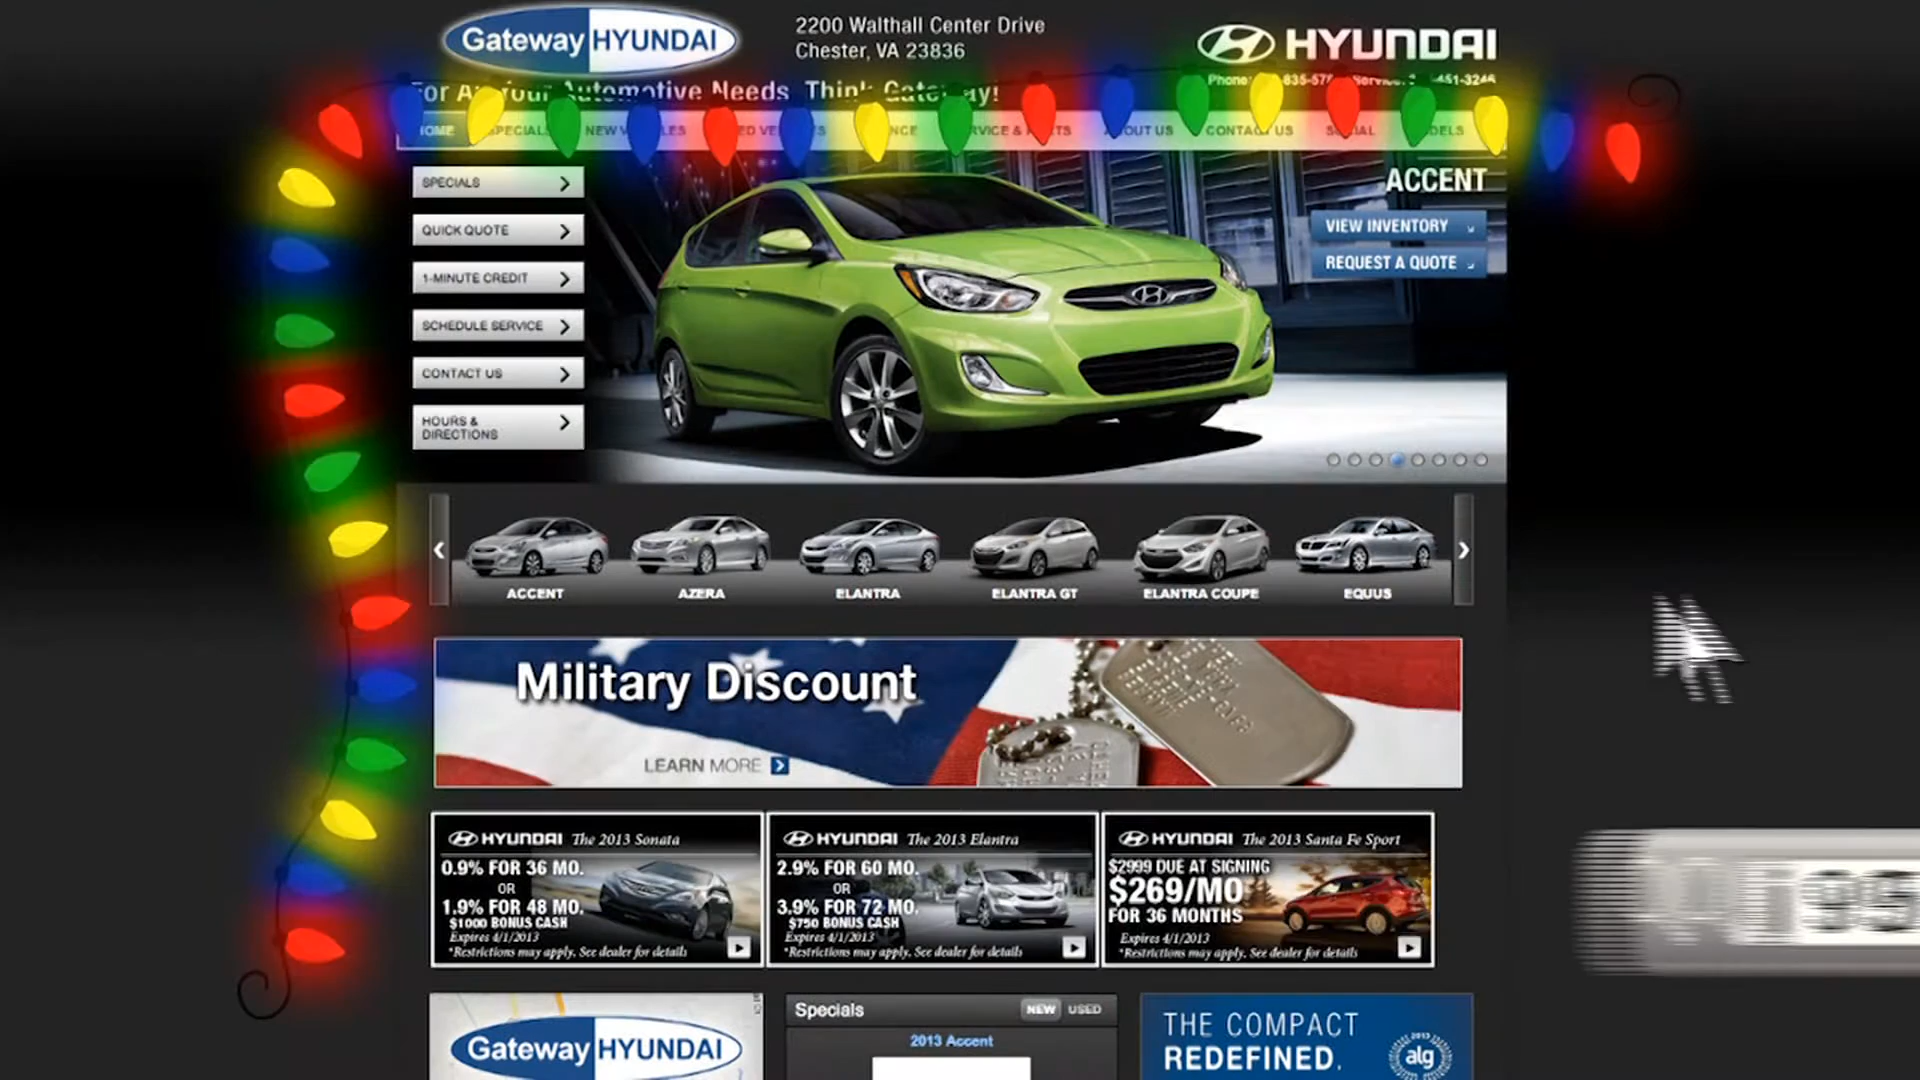 Gateway HYUNDAI
2200 Walthall Center Drive
Chester, VA 23836
HYUNDAI
Automotive Needs
HOME
CONTACT US
SPECIALS
QUICK QUOTE
1-MINUTE CREDIT
SCHEDULE SERVICE
CONTACT US
HOURS &
DIRECTIONS
ACCENT
VIEW INVENTORY
REQUEST A QUOTE
ACCENT
AZERA
ELANTRA
ELANTRA GT
ELANTRA COUPE
EQUUS
Military Discount
LEARN MORE
HYUNDAI The 2013 Sonata
0.9% FOR 36 MO.
OR
1.9% FOR 48 MO.
$1000 BONUS CASH
Expires 4/1/2013
*Restrictions may apply. See dealer for details
HYUNDAI The 2013 Elantra
2.9% FOR 60 MO.
OR
3.9% FOR 72 MO.
$750 BONUS CASH
Expires 4/1/2013
*Restrictions may apply. See dealer for details
HYUNDAI The 2013 Santa Fe Sport
$2999 DUE AT SIGNING
$269/MO
FOR 36 MONTHS
Expires 4/1/2013
*Restrictions may apply. See dealer for details
Gateway HYUNDAI
Specials
NEW USED
2013 Accent
THE COMPACT
REDEFINED.
2013
alg